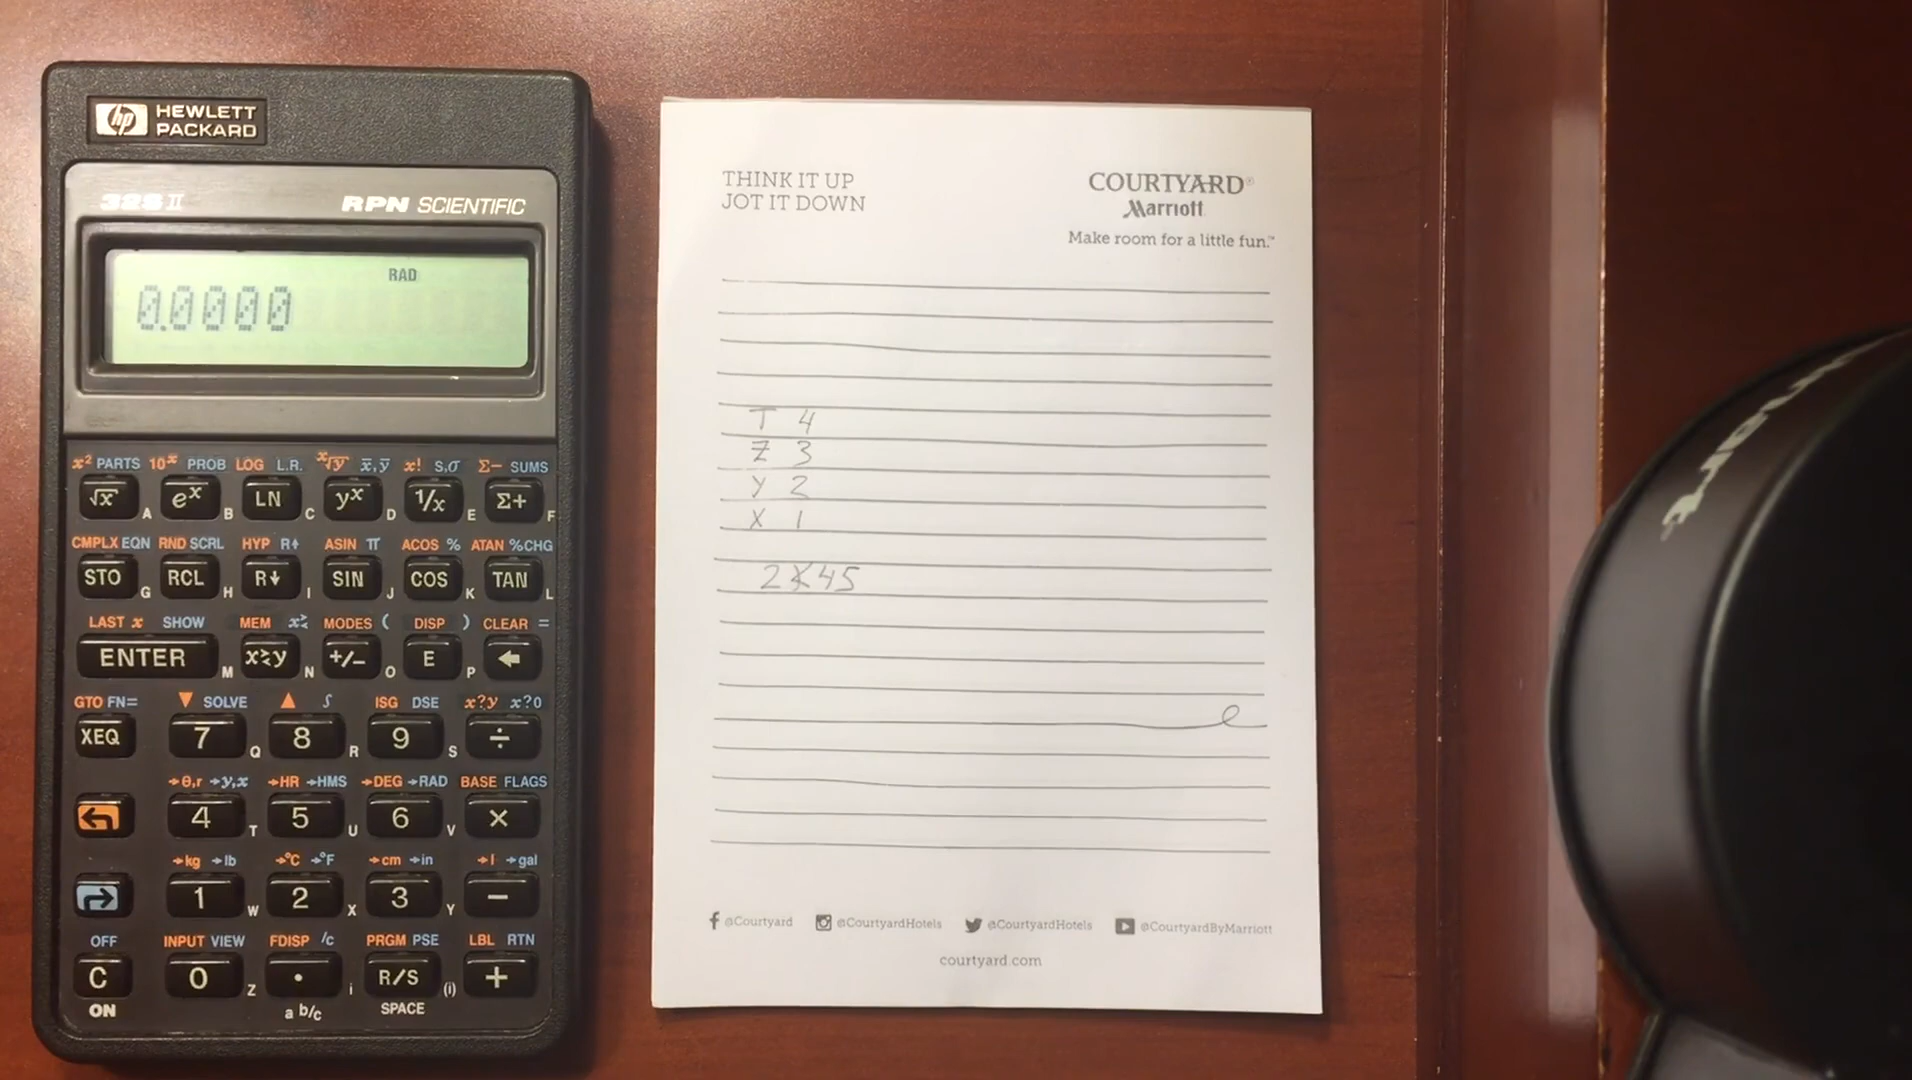 hp HEWLETT
PACKARD
32S II RPN SCIENTIFIC
RAD
0.0000
x² PARTS 10ˣ PROB LOG L.R. ˣ√y x̄,ȳ x! S,σ Σ− SUMS
√x A eˣ B LN C yˣ D 1/x E Σ+ F
CMPLX EQN RND SCRL HYP R↑ ASIN π ACOS % ATAN %CHG
STO G RCL H R↓ I SIN J COS K TAN L
LAST x SHOW MEM x≷ MODES ( DISP ) CLEAR =
ENTER M x≷y N +/− O E P ←
GTO FN= ▼ SOLVE ▲ ∫ ISG DSE x?y x?0
XEQ 7 Q 8 R 9 S ÷
→θ,r →y,x →HR →HMS →DEG →RAD BASE FLAGS
4 T 5 U 6 V ×
→kg →lb →°C →°F →cm →in →l →gal
1 W 2 X 3 Y −
OFF INPUT VIEW FDISP /c PRGM PSE LBL RTN
C 0 Z · i R/S (i) +
ON a b/c SPACE
THINK IT UP
JOT IT DOWN
COURTYARD®
Marriott
Make room for a little fun.™
T 4
Z 3
Y 2
X 1
2X45
@Courtyard @CourtyardHotels @CourtyardHotels @CourtyardByMarriott
courtyard.com